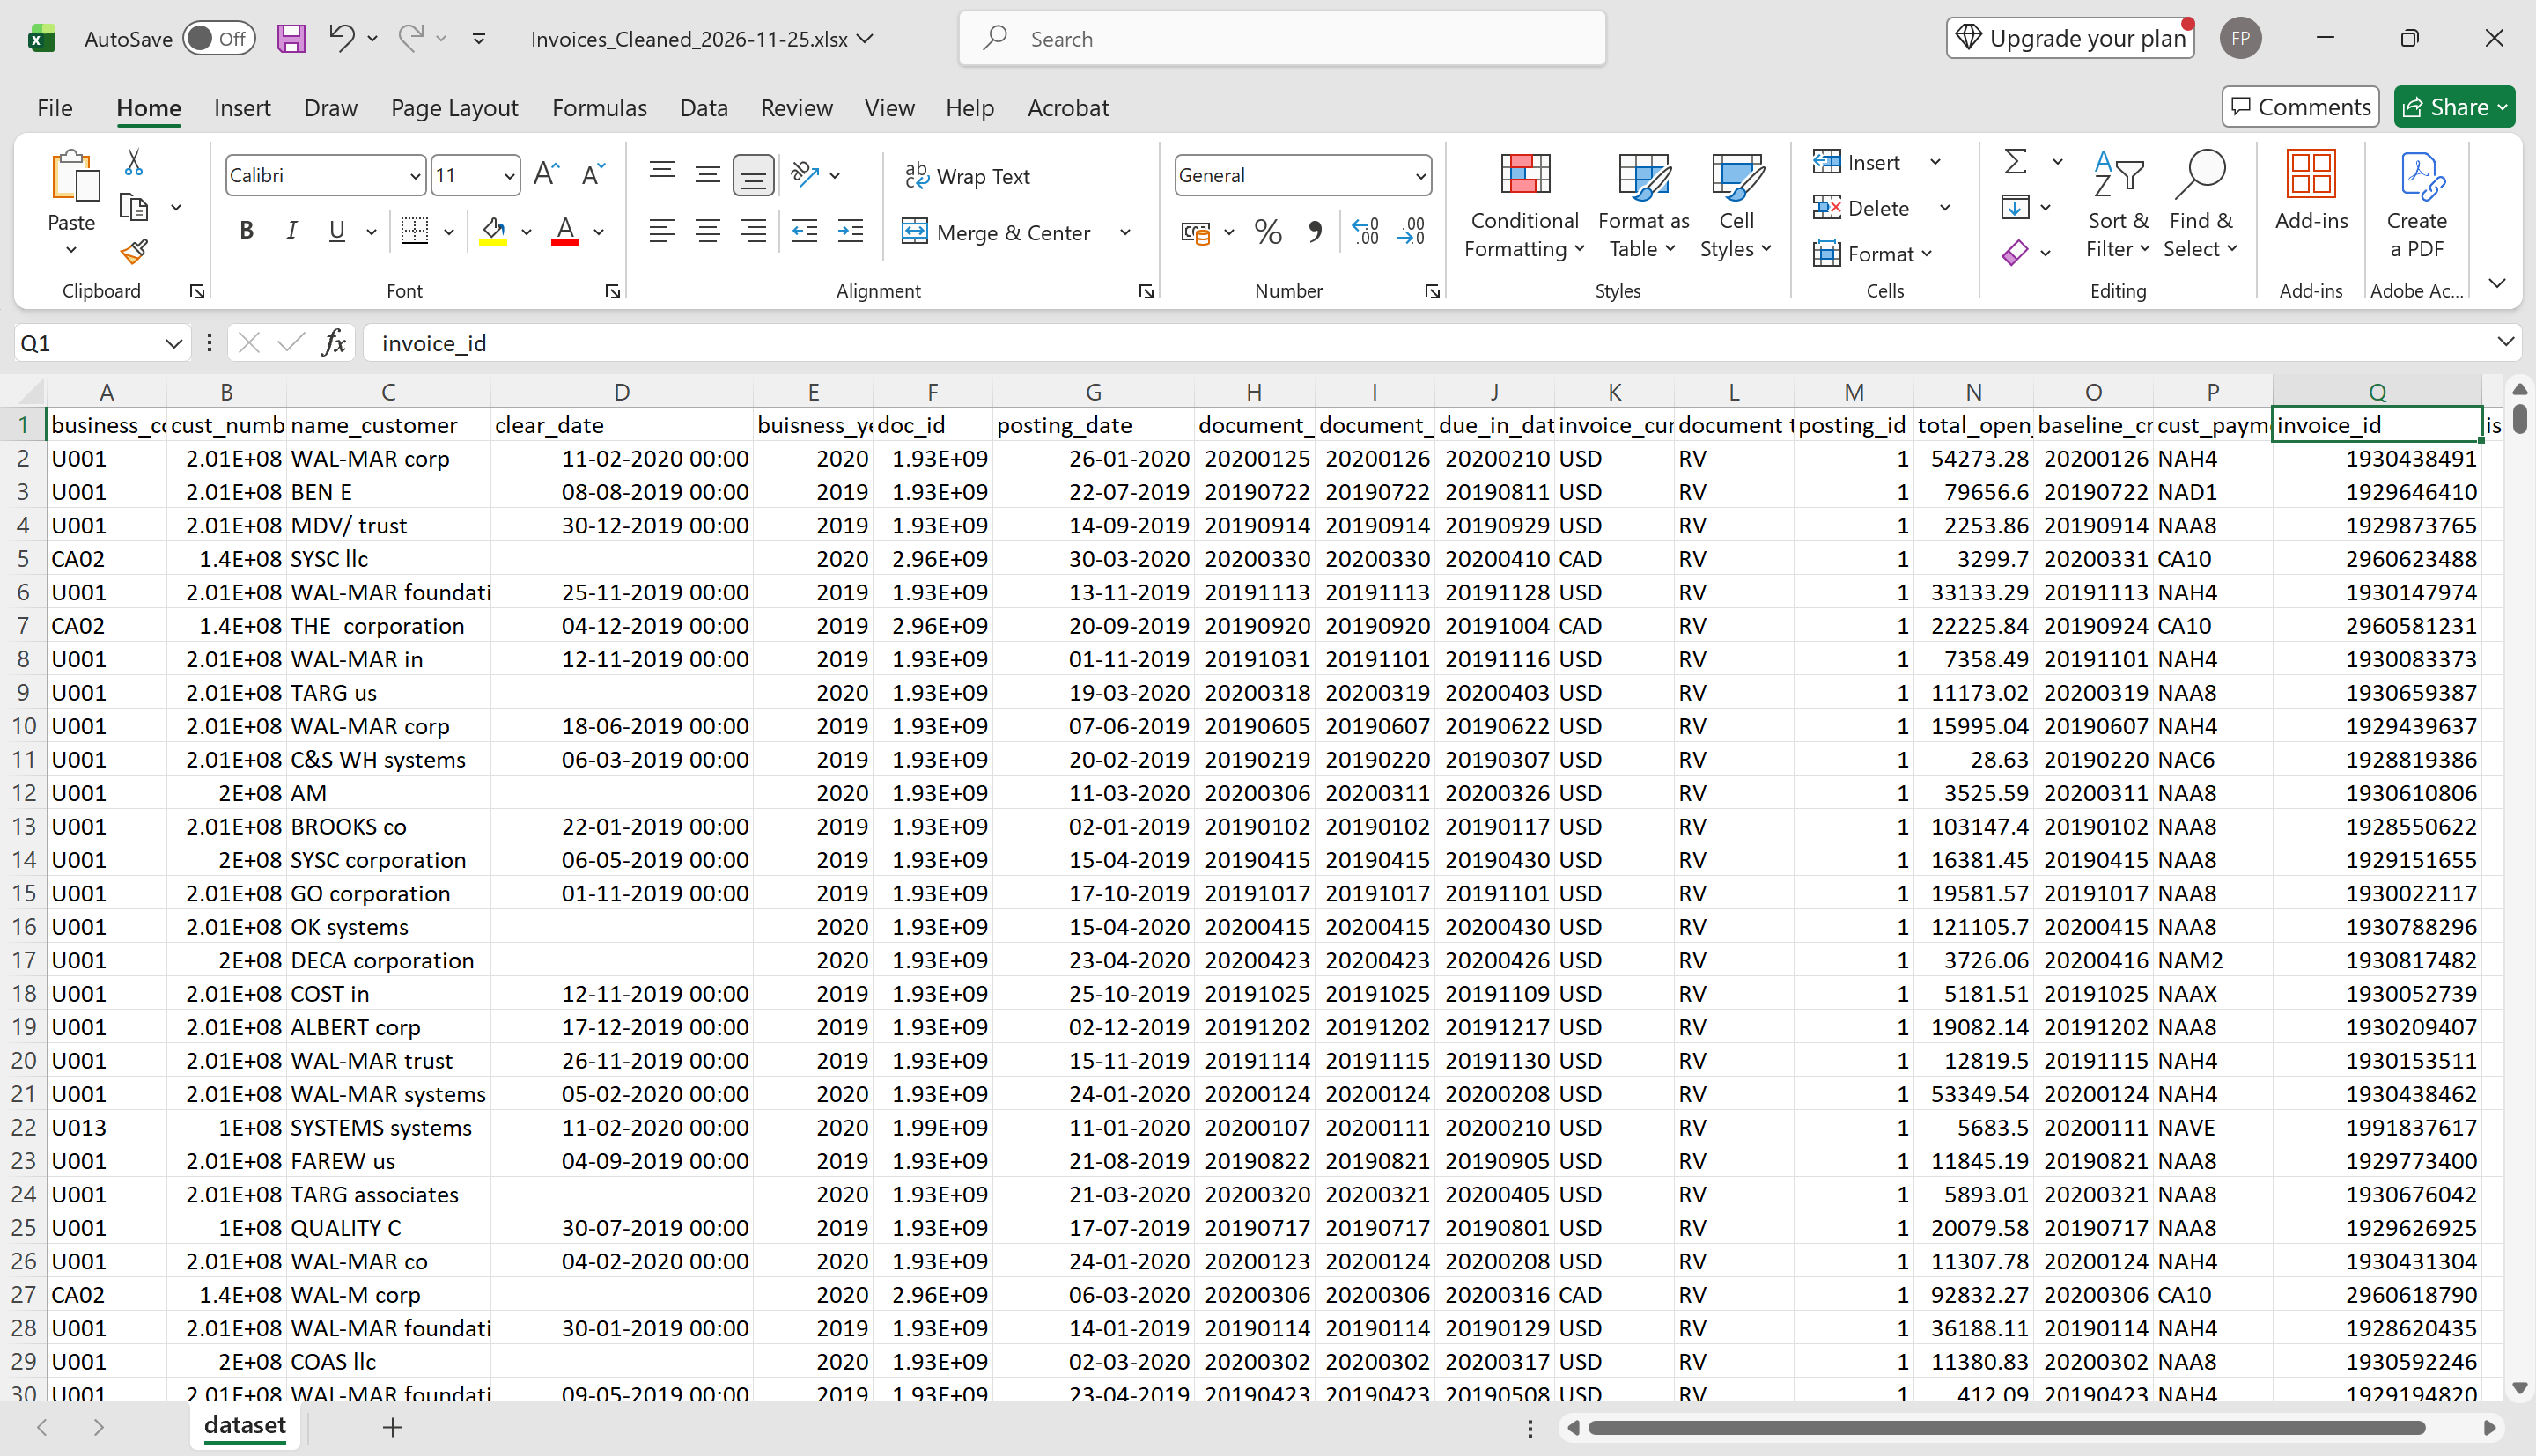 AutoSave Off Invoices_Cleaned_2026-11-25.xlsx Search Upgrade your plan FP
File Home Insert Draw Page Layout Formulas Data Review View Help Acrobat Comments Share
Calibri 11 Wrap Text General Insert
Paste Merge & Center Conditional Formatting Format as Table Cell Styles Delete Format Sort & Filter Find & Select Add-ins Create a PDF
Clipboard Font Alignment Number Styles Cells Editing Add-ins Adobe Ac...
Q1 fx invoice_id
A B C D E F G H I J K L M N O P Q
1 business_co cust_numb name_customer clear_date buisness_ye doc_id posting_date document_ document_ due_in_dat invoice_cur document t posting_id total_open_ baseline_cr cust_payme invoice_id is
2 U001 2.01E+08 WAL-MAR corp 11-02-2020 00:00 2020 1.93E+09 26-01-2020 20200125 20200126 20200210 USD RV 1 54273.28 20200126 NAH4 1930438491
3 U001 2.01E+08 BEN E 08-08-2019 00:00 2019 1.93E+09 22-07-2019 20190722 20190722 20190811 USD RV 1 79656.6 20190722 NAD1 1929646410
4 U001 2.01E+08 MDV/ trust 30-12-2019 00:00 2019 1.93E+09 14-09-2019 20190914 20190914 20190929 USD RV 1 2253.86 20190914 NAA8 1929873765
5 CA02 1.4E+08 SYSC llc 2020 2.96E+09 30-03-2020 20200330 20200330 20200410 CAD RV 1 3299.7 20200331 CA10 2960623488
6 U001 2.01E+08 WAL-MAR foundati 25-11-2019 00:00 2019 1.93E+09 13-11-2019 20191113 20191113 20191128 USD RV 1 33133.29 20191113 NAH4 1930147974
7 CA02 1.4E+08 THE  corporation 04-12-2019 00:00 2019 2.96E+09 20-09-2019 20190920 20190920 20191004 CAD RV 1 22225.84 20190924 CA10 2960581231
8 U001 2.01E+08 WAL-MAR in 12-11-2019 00:00 2019 1.93E+09 01-11-2019 20191031 20191101 20191116 USD RV 1 7358.49 20191101 NAH4 1930083373
9 U001 2.01E+08 TARG us 2020 1.93E+09 19-03-2020 20200318 20200319 20200403 USD RV 1 11173.02 20200319 NAA8 1930659387
10 U001 2.01E+08 WAL-MAR corp 18-06-2019 00:00 2019 1.93E+09 07-06-2019 20190605 20190607 20190622 USD RV 1 15995.04 20190607 NAH4 1929439637
11 U001 2.01E+08 C&S WH systems 06-03-2019 00:00 2019 1.93E+09 20-02-2019 20190219 20190220 20190307 USD RV 1 28.63 20190220 NAC6 1928819386
12 U001 2E+08 AM 2020 1.93E+09 11-03-2020 20200306 20200311 20200326 USD RV 1 3525.59 20200311 NAA8 1930610806
13 U001 2.01E+08 BROOKS co 22-01-2019 00:00 2019 1.93E+09 02-01-2019 20190102 20190102 20190117 USD RV 1 103147.4 20190102 NAA8 1928550622
14 U001 2E+08 SYSC corporation 06-05-2019 00:00 2019 1.93E+09 15-04-2019 20190415 20190415 20190430 USD RV 1 16381.45 20190415 NAA8 1929151655
15 U001 2.01E+08 GO corporation 01-11-2019 00:00 2019 1.93E+09 17-10-2019 20191017 20191017 20191101 USD RV 1 19581.57 20191017 NAA8 1930022117
16 U001 2.01E+08 OK systems 2020 1.93E+09 15-04-2020 20200415 20200415 20200430 USD RV 1 121105.7 20200415 NAA8 1930788296
17 U001 2E+08 DECA corporation 2020 1.93E+09 23-04-2020 20200423 20200423 20200426 USD RV 1 3726.06 20200416 NAM2 1930817482
18 U001 2.01E+08 COST in 12-11-2019 00:00 2019 1.93E+09 25-10-2019 20191025 20191025 20191109 USD RV 1 5181.51 20191025 NAAX 1930052739
19 U001 2.01E+08 ALBERT corp 17-12-2019 00:00 2019 1.93E+09 02-12-2019 20191202 20191202 20191217 USD RV 1 19082.14 20191202 NAA8 1930209407
20 U001 2.01E+08 WAL-MAR trust 26-11-2019 00:00 2019 1.93E+09 15-11-2019 20191114 20191115 20191130 USD RV 1 12819.5 20191115 NAH4 1930153511
21 U001 2.01E+08 WAL-MAR systems 05-02-2020 00:00 2020 1.93E+09 24-01-2020 20200124 20200124 20200208 USD RV 1 53349.54 20200124 NAH4 1930438462
22 U013 1E+08 SYSTEMS systems 11-02-2020 00:00 2020 1.99E+09 11-01-2020 20200107 20200111 20200210 USD RV 1 5683.5 20200111 NAVE 1991837617
23 U001 2.01E+08 FAREW us 04-09-2019 00:00 2019 1.93E+09 21-08-2019 20190822 20190821 20190905 USD RV 1 11845.19 20190821 NAA8 1929773400
24 U001 2.01E+08 TARG associates 2020 1.93E+09 21-03-2020 20200320 20200321 20200405 USD RV 1 5893.01 20200321 NAA8 1930676042
25 U001 1E+08 QUALITY C 30-07-2019 00:00 2019 1.93E+09 17-07-2019 20190717 20190717 20190801 USD RV 1 20079.58 20190717 NAA8 1929626925
26 U001 2.01E+08 WAL-MAR co 04-02-2020 00:00 2020 1.93E+09 24-01-2020 20200123 20200124 20200208 USD RV 1 11307.78 20200124 NAH4 1930431304
27 CA02 1.4E+08 WAL-M corp 2020 2.96E+09 06-03-2020 20200306 20200306 20200316 CAD RV 1 92832.27 20200306 CA10 2960618790
28 U001 2.01E+08 WAL-MAR foundati 30-01-2019 00:00 2019 1.93E+09 14-01-2019 20190114 20190114 20190129 USD RV 1 36188.11 20190114 NAH4 1928620435
29 U001 2E+08 COAS llc 2020 1.93E+09 02-03-2020 20200302 20200302 20200317 USD RV 1 11380.83 20200302 NAA8 1930592246
30 U001 2.01E+08 WAL-MAR foundati 09-05-2019 00:00 2019 1.93E+09 23-04-2019 20190423 20190423 20190508 USD RV 1 412.09 20190423 NAH4 1929194820
dataset